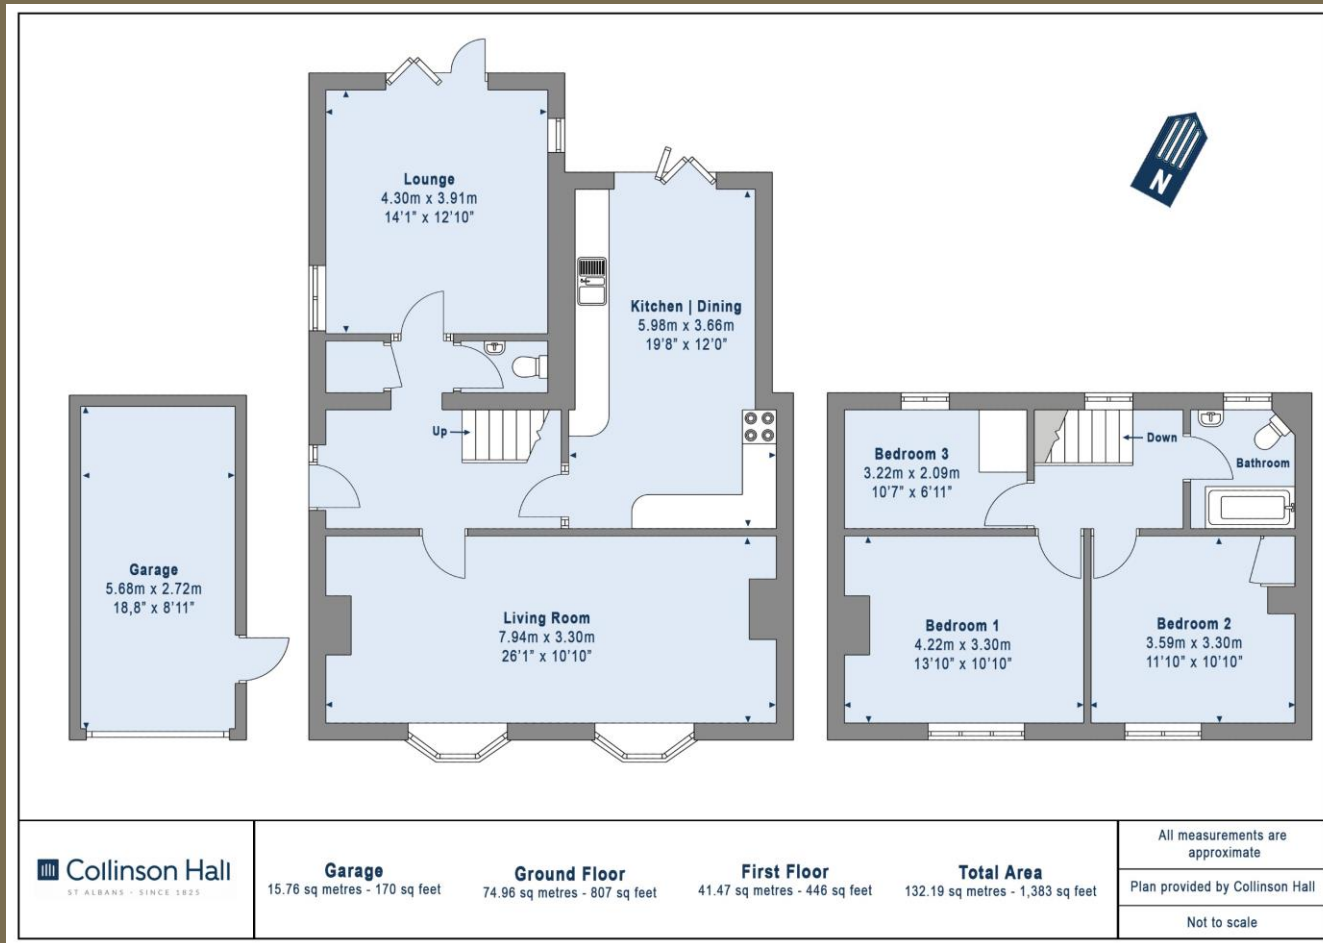 Lounge
4.30m x 3.91m
14'1" x 12'10"
Kitchen | Dining
5.98m x 3.66m
19'8" x 12'0"
Up
Garage
5.68m x 2.72m
18,8" x 8'11"
Living Room
7.94m x 3.30m
26'1" x 10'10"
N
Bedroom 3
3.22m x 2.09m
10'7" x 6'11"
Down
Bathroom
Bedroom 1
4.22m x 3.30m
13'10" x 10'10"
Bedroom 2
3.59m x 3.30m
11'10" x 10'10"
Collinson Hall
ST ALBANS - SINCE 1825
Garage
15.76 sq metres - 170 sq feet
Ground Floor
74.96 sq metres - 807 sq feet
First Floor
41.47 sq metres - 446 sq feet
Total Area
132.19 sq metres - 1,383 sq feet
All measurements are
approximate
Plan provided by Collinson Hall
Not to scale